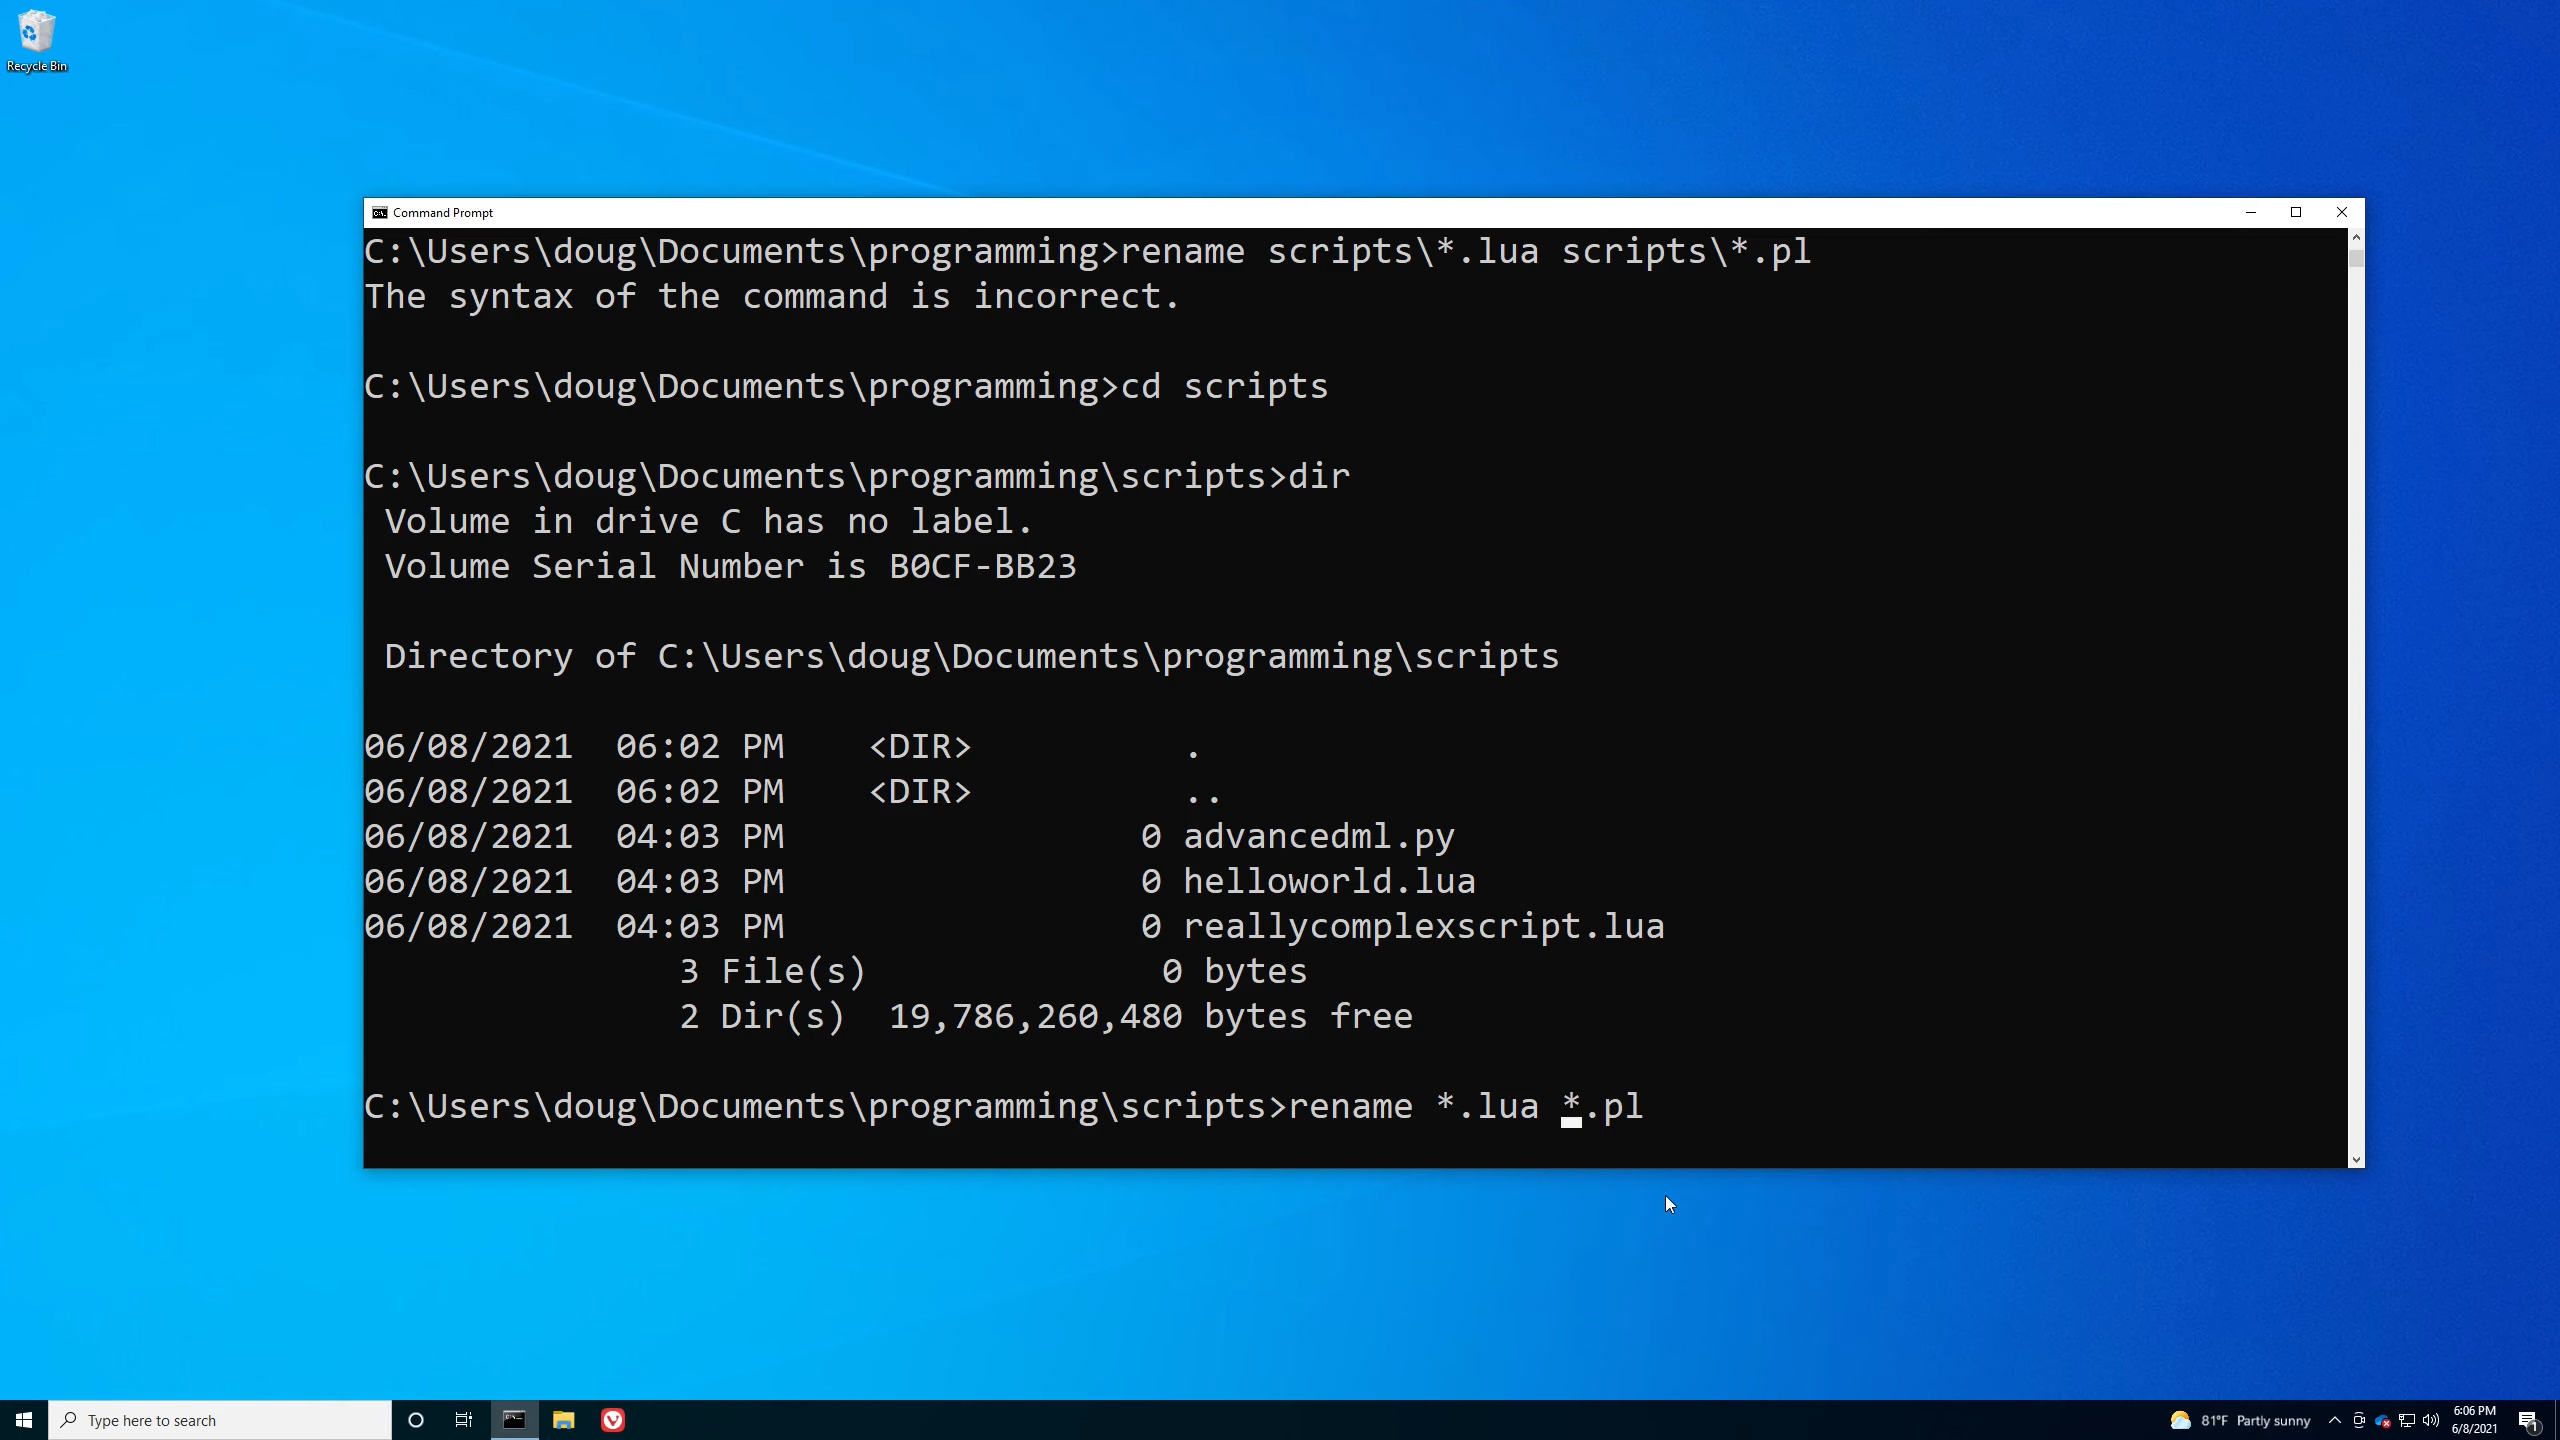 Recycle Bin
Command Prompt
C:\Users\doug\Documents\programming>rename scripts\*.lua scripts\*.pl
The syntax of the command is incorrect.
C:\Users\doug\Documents\programming>cd scripts
C:\Users\doug\Documents\programming\scripts>dir
Volume in drive C has no label.
Volume Serial Number is B0CF-BB23
Directory of C:\Users\doug\Documents\programming\scripts
06/08/2021  06:02 PM    <DIR>          .
06/08/2021  06:02 PM    <DIR>          ..
06/08/2021  04:03 PM                 0 advancedml.py
06/08/2021  04:03 PM                 0 helloworld.lua
06/08/2021  04:03 PM                 0 reallycomplexscript.lua
3 File(s)              0 bytes
2 Dir(s)  19,786,260,480 bytes free
C:\Users\doug\Documents\programming\scripts>rename *.lua *.pl
Type here to search
81°F Partly sunny
6:06 PM
6/8/2021
1